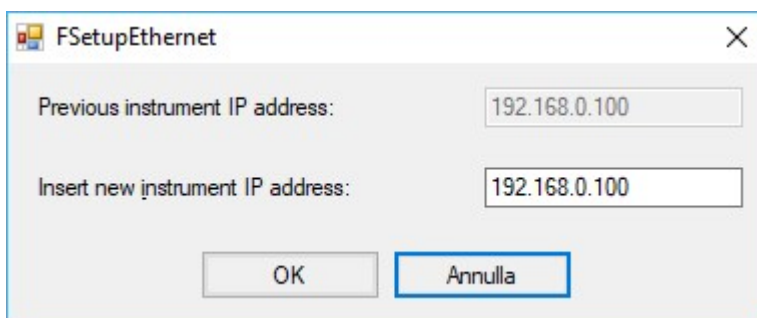 FSetupEthernet
Previous instrument IP address: 192.168.0.100
Insert new instrument IP address: 192.168.0.100
OK Annulla